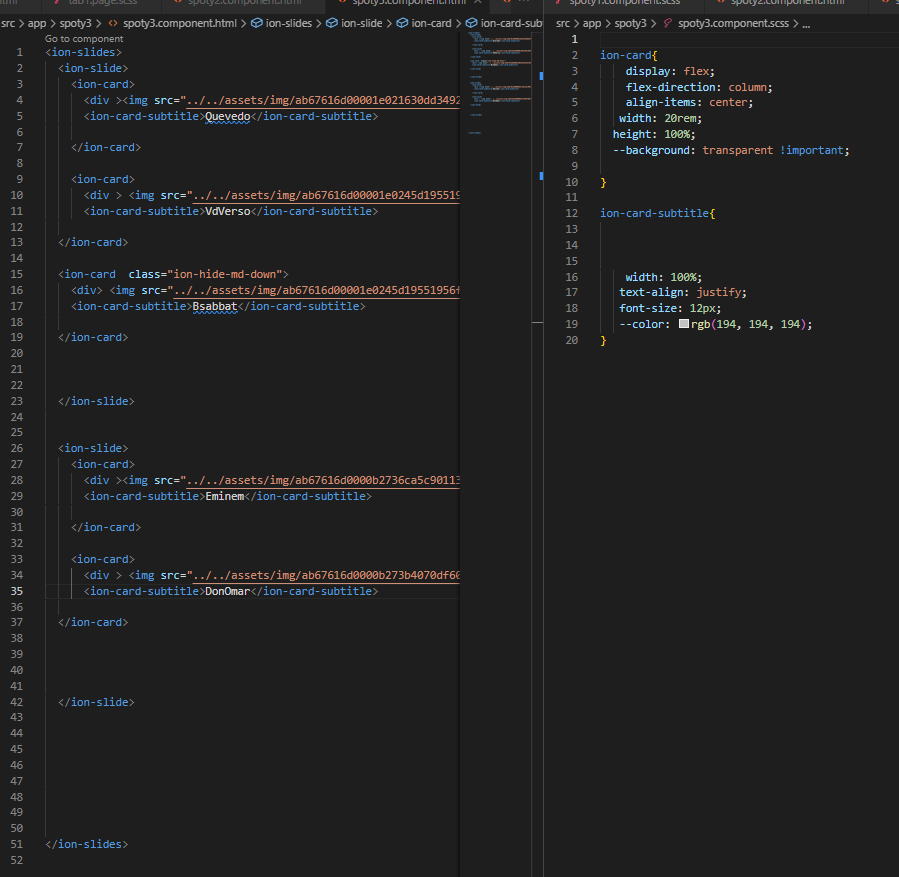 tab1.page.scss
spoty2.component.html
spoty3.component.html
src > app > spoty3 > <> spoty3.component.html > ion-slides > ion-slide > ion-card > ion-card-subt
Go to component
1 <ion-slides>
2 <ion-slide>
3 <ion-card>
4 <div ><img src="../../assets/img/ab67616d00001e021630dd3492
5 <ion-card-subtitle>Quevedo</ion-card-subtitle>
6
7 </ion-card>
8
9 <ion-card>
10 <div > <img src="../../assets/img/ab67616d00001e0245d195519
11 <ion-card-subtitle>VdVerso</ion-card-subtitle>
12
13 </ion-card>
14
15 <ion-card  class="ion-hide-md-down">
16 <div> <img src="../../assets/img/ab67616d00001e0245d19551956f
17 <ion-card-subtitle>Bsabbat</ion-card-subtitle>
18
19 </ion-card>
20
21
22
23 </ion-slide>
24
25
26 <ion-slide>
27 <ion-card>
28 <div ><img src="../../assets/img/ab67616d0000b2736ca5c90113
29 <ion-card-subtitle>Eminem</ion-card-subtitle>
30
31 </ion-card>
32
33 <ion-card>
34 <div > <img src="../../assets/img/ab67616d0000b273b4070df60
35 <ion-card-subtitle>DonOmar</ion-card-subtitle>
36
37 </ion-card>
38
39
40
41
42 </ion-slide>
43
44
45
46
47
48
49
50
51 </ion-slides>
52
spoty1.component.scss
spoty2.component.html
src > app > spoty3 > spoty3.component.scss > ...
1
2 ion-card{
3 display: flex;
4 flex-direction: column;
5 align-items: center;
6 width: 20rem;
7 height: 100%;
8 --background: transparent !important;
9
10 }
11
12 ion-card-subtitle{
13
14
15
16 width: 100%;
17 text-align: justify;
18 font-size: 12px;
19 --color: rgb(194, 194, 194);
20 }